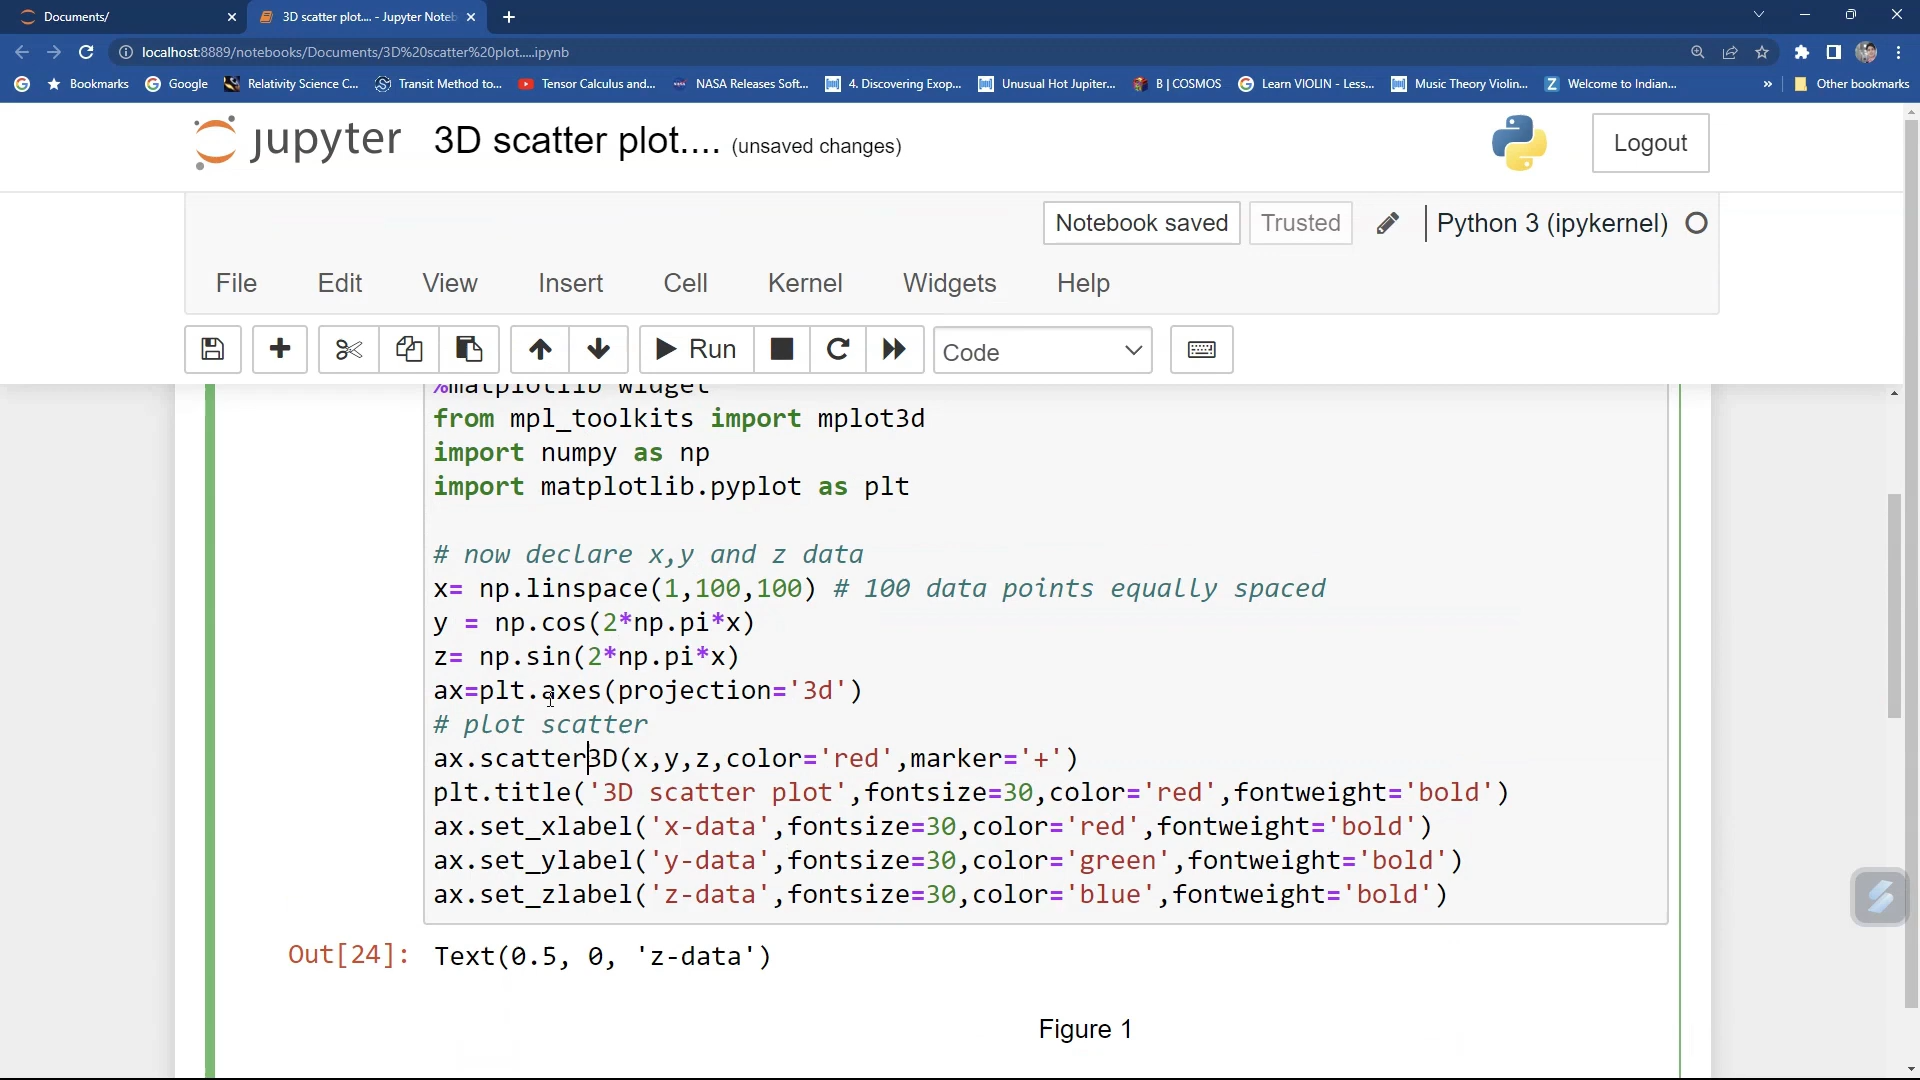 Documents/
3D scatter plot.... - Jupyter Noteb
localhost:8889/notebooks/Documents/3D%20scatter%20plot.....ipynb
Bookmarks
Google
Relativity Science C...
Transit Method to...
Tensor Calculus and...
NASA Releases Soft...
4. Discovering Exop...
Unusual Hot Jupiter...
B | COSMOS
Learn VIOLIN - Less...
Music Theory Violin...
Welcome to Indian...
»
Other bookmarks
jupyter 3D scatter plot.... (unsaved changes)
Logout
Notebook saved
Trusted
Python 3 (ipykernel)
File Edit View Insert Cell Kernel Widgets Help
Run
Code
%matplotlib widget
from mpl_toolkits import mplot3d
import numpy as np
import matplotlib.pyplot as plt
# now declare x,y and z data
x= np.linspace(1,100,100) # 100 data points equally spaced
y = np.cos(2*np.pi*x)
z= np.sin(2*np.pi*x)
ax=plt.axes(projection='3d')
# plot scatter
ax.scatter3D(x,y,z,color='red',marker='+')
plt.title('3D scatter plot',fontsize=30,color='red',fontweight='bold')
ax.set_xlabel('x-data',fontsize=30,color='red',fontweight='bold')
ax.set_ylabel('y-data',fontsize=30,color='green',fontweight='bold')
ax.set_zlabel('z-data',fontsize=30,color='blue',fontweight='bold')
Out[24]: Text(0.5, 0, 'z-data')
Figure 1